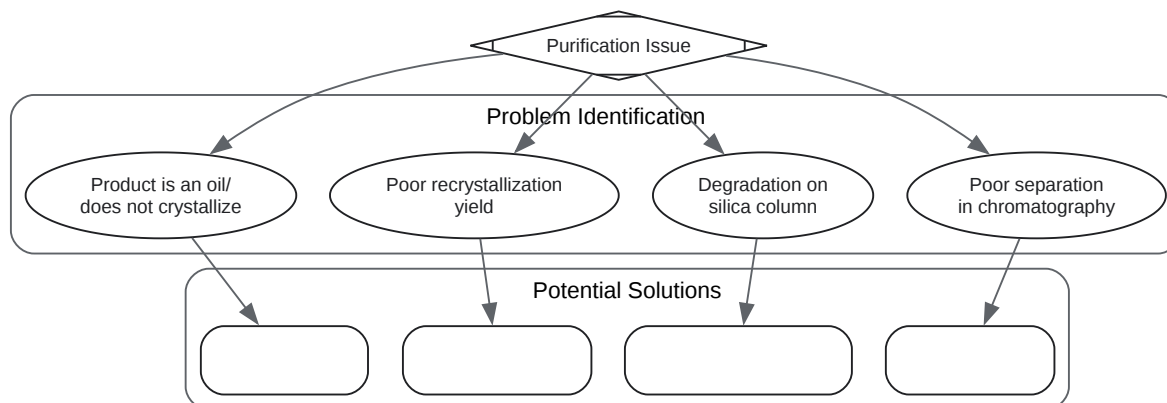 Purification Issue
Problem Identification
Product is an oil/
does not crystallize
Poor recrystallization
yield
Degradation on
silica column
Poor separation
in chromatography
Potential Solutions